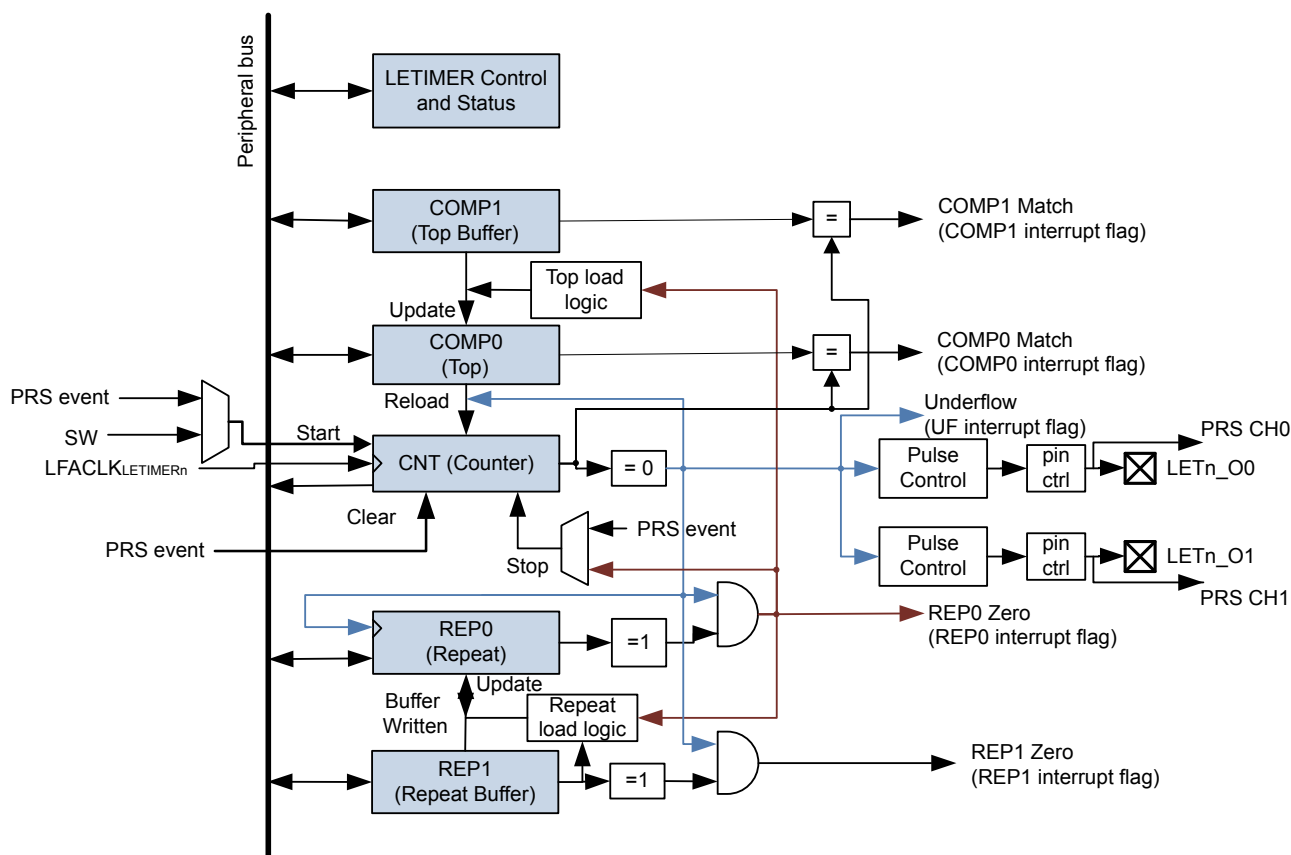 Peripheral bus
LETIMER Control
and Status
COMP1
(Top Buffer)
=
COMP1 Match
(COMP1 interrupt flag)
Top load
logic
Update
COMP0
(Top)
=
COMP0 Match
(COMP0 interrupt flag)
PRS event
SW
LFACLKLETIMERn
Start
Reload
CNT (Counter)
= 0
Underflow
(UF interrupt flag)
Pulse
Control
pin
ctrl
PRS CH0
LETn_O0
Clear
PRS event
Stop
PRS event
Pulse
Control
pin
ctrl
LETn_O1
PRS CH1
REP0
(Repeat)
=1
REP0 Zero
(REP0 interrupt flag)
Update
Buffer
Written
Repeat
load logic
REP1
(Repeat Buffer)
=1
REP1 Zero
(REP1 interrupt flag)